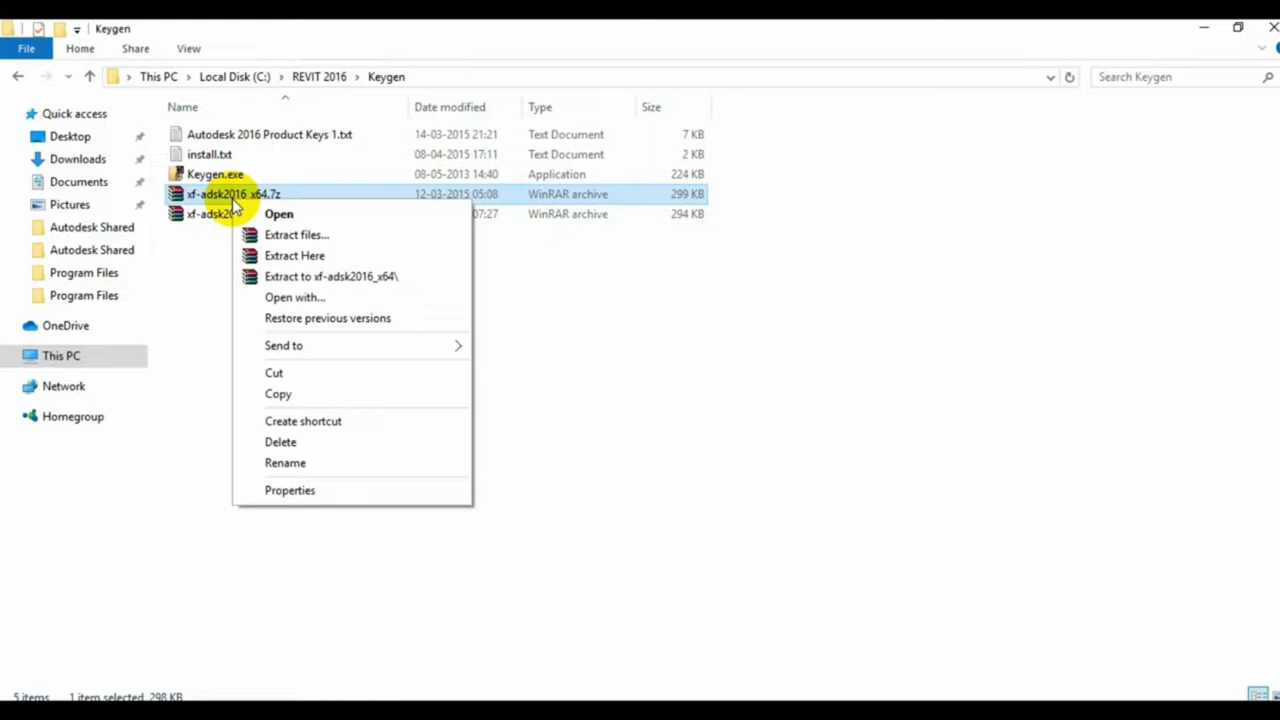 Keygen
File Home Share View
This PC Local Disk (C:) REVIT 2016 Keygen Search Keygen
Name Date modified Type Size
Quick access
Desktop
Downloads
Documents
Pictures
Autodesk Shared
Autodesk Shared
Program Files
Program Files
OneDrive
This PC
Network
Homegroup
Autodesk 2016 Product Keys 1.txt 14-03-2015 21:21 Text Document 7 KB
install.txt 08-04-2015 17:11 Text Document 2 KB
Keygen.exe 08-05-2013 14:40 Application 224 KB
xf-adsk2016_x64.7z 12-03-2015 05:08 WinRAR archive 299 KB
xf-adsk20 07:27 WinRAR archive 294 KB
Open
Extract files...
Extract Here
Extract to xf-adsk2016_x64\
Open with...
Restore previous versions
Send to
Cut
Copy
Create shortcut
Delete
Rename
Properties
5 items 1 item selected 298 KB